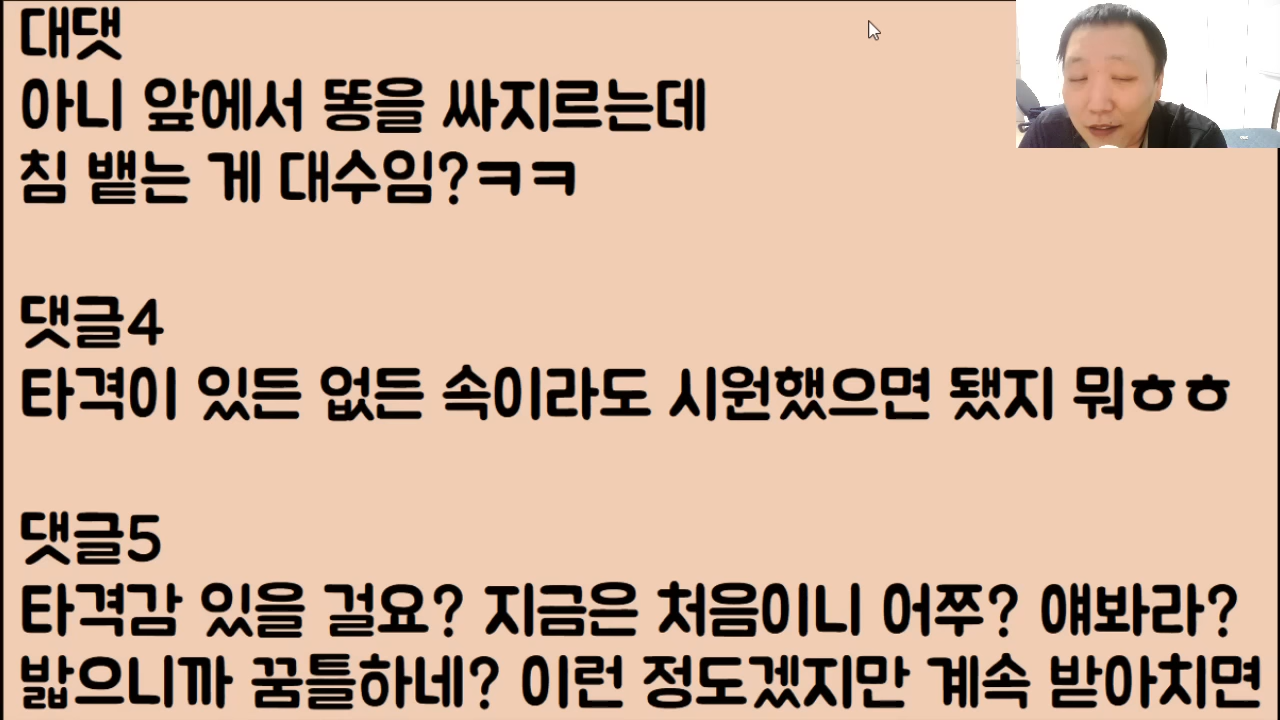 대댓
아니 앞에서 똥을 싸지르는데
침 뱉는 게 대수임?ㅋㅋ
댓글4
타격이 있든 없든 속이라도 시원했으면 됐지 뭐ㅎㅎ
댓글5
타격감 있을 걸요? 지금은 처음이니 어쭈? 얘봐라?
밟으니까 꿈틀하네? 이런 정도겠지만 계속 받아치면